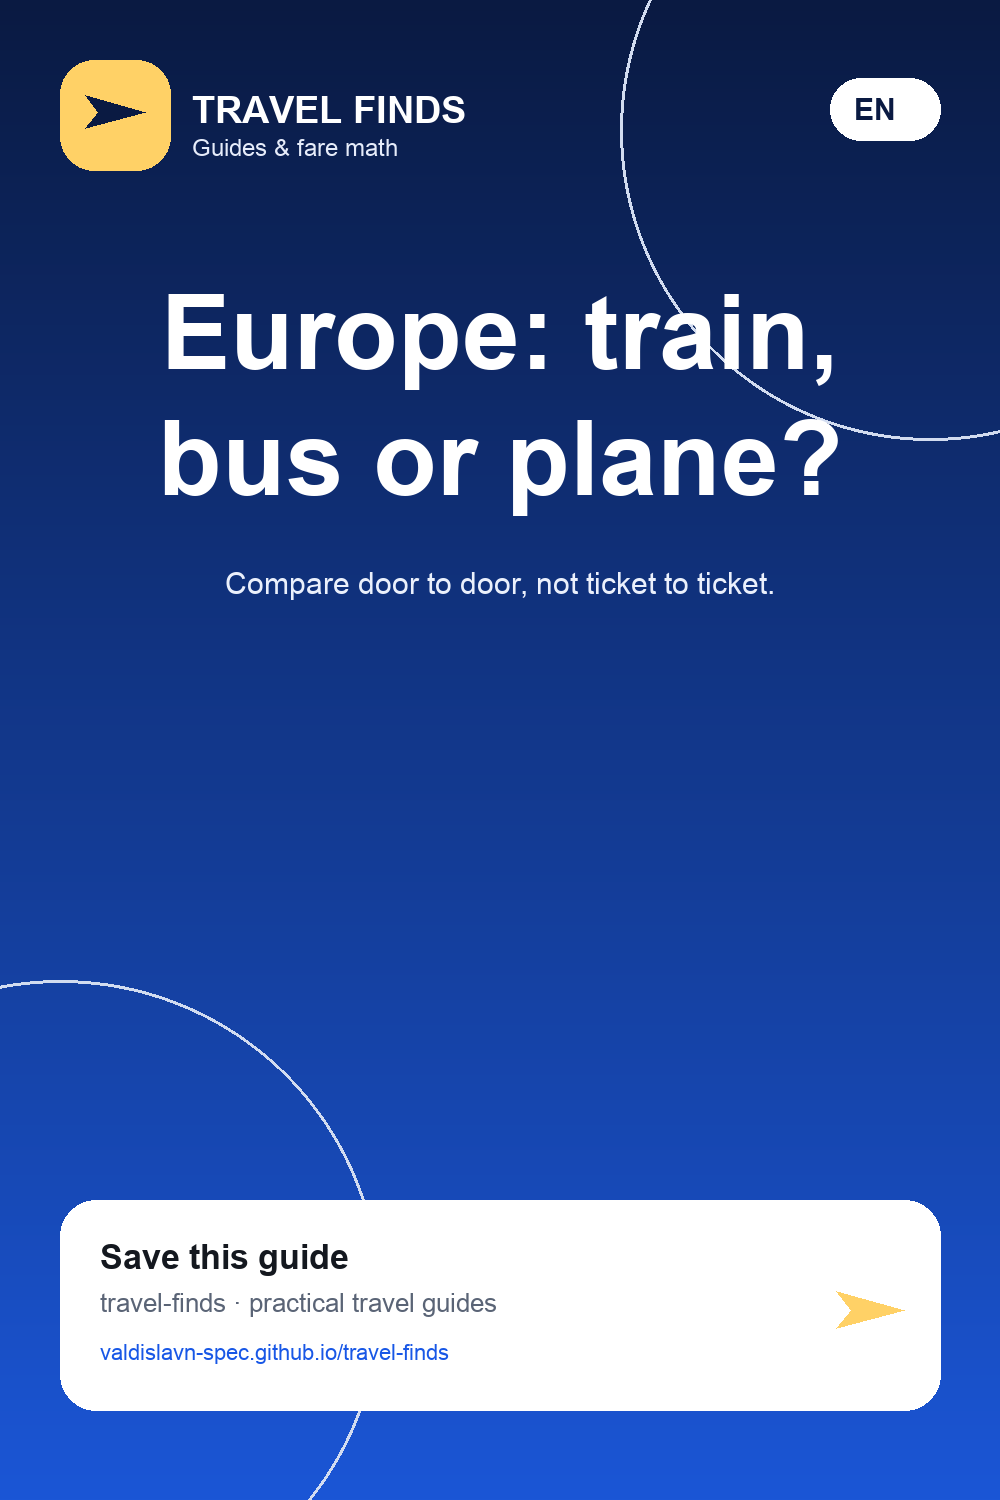 TRAVEL FINDS
Guides & fare math
EN
Europe: train,
bus or plane?
Compare door to door, not ticket to ticket.
Save this guide
travel-finds · practical travel guides
valdislavn-spec.github.io/travel-finds